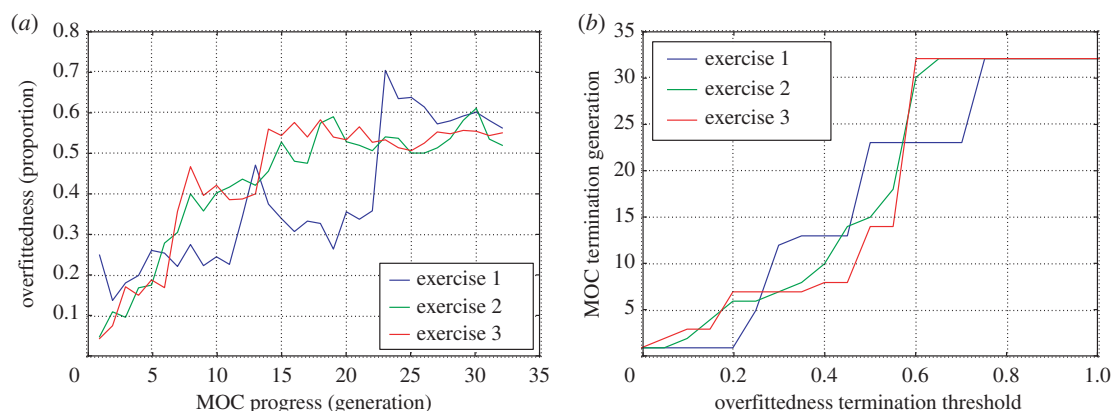 (a)
0.8
0.7
0.6
0.5
0.4
0.3
0.2
0.1
0 5 10 15 20 25 30 35
overfittedness (proportion)
MOC progress (generation)
exercise 1
exercise 2
exercise 3
(b)
35
30
25
20
15
10
5
0 0.2 0.4 0.6 0.8 1.0
MOC termination generation
overfittedness termination threshold
exercise 1
exercise 2
exercise 3